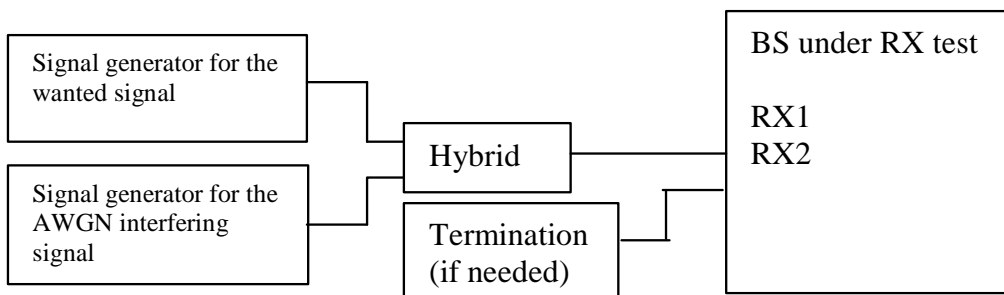 Signal generator for the
wanted signal
Signal generator for the
AWGN interfering
signal
Hybrid
Termination
(if needed)
BS under RX test
RX1
RX2